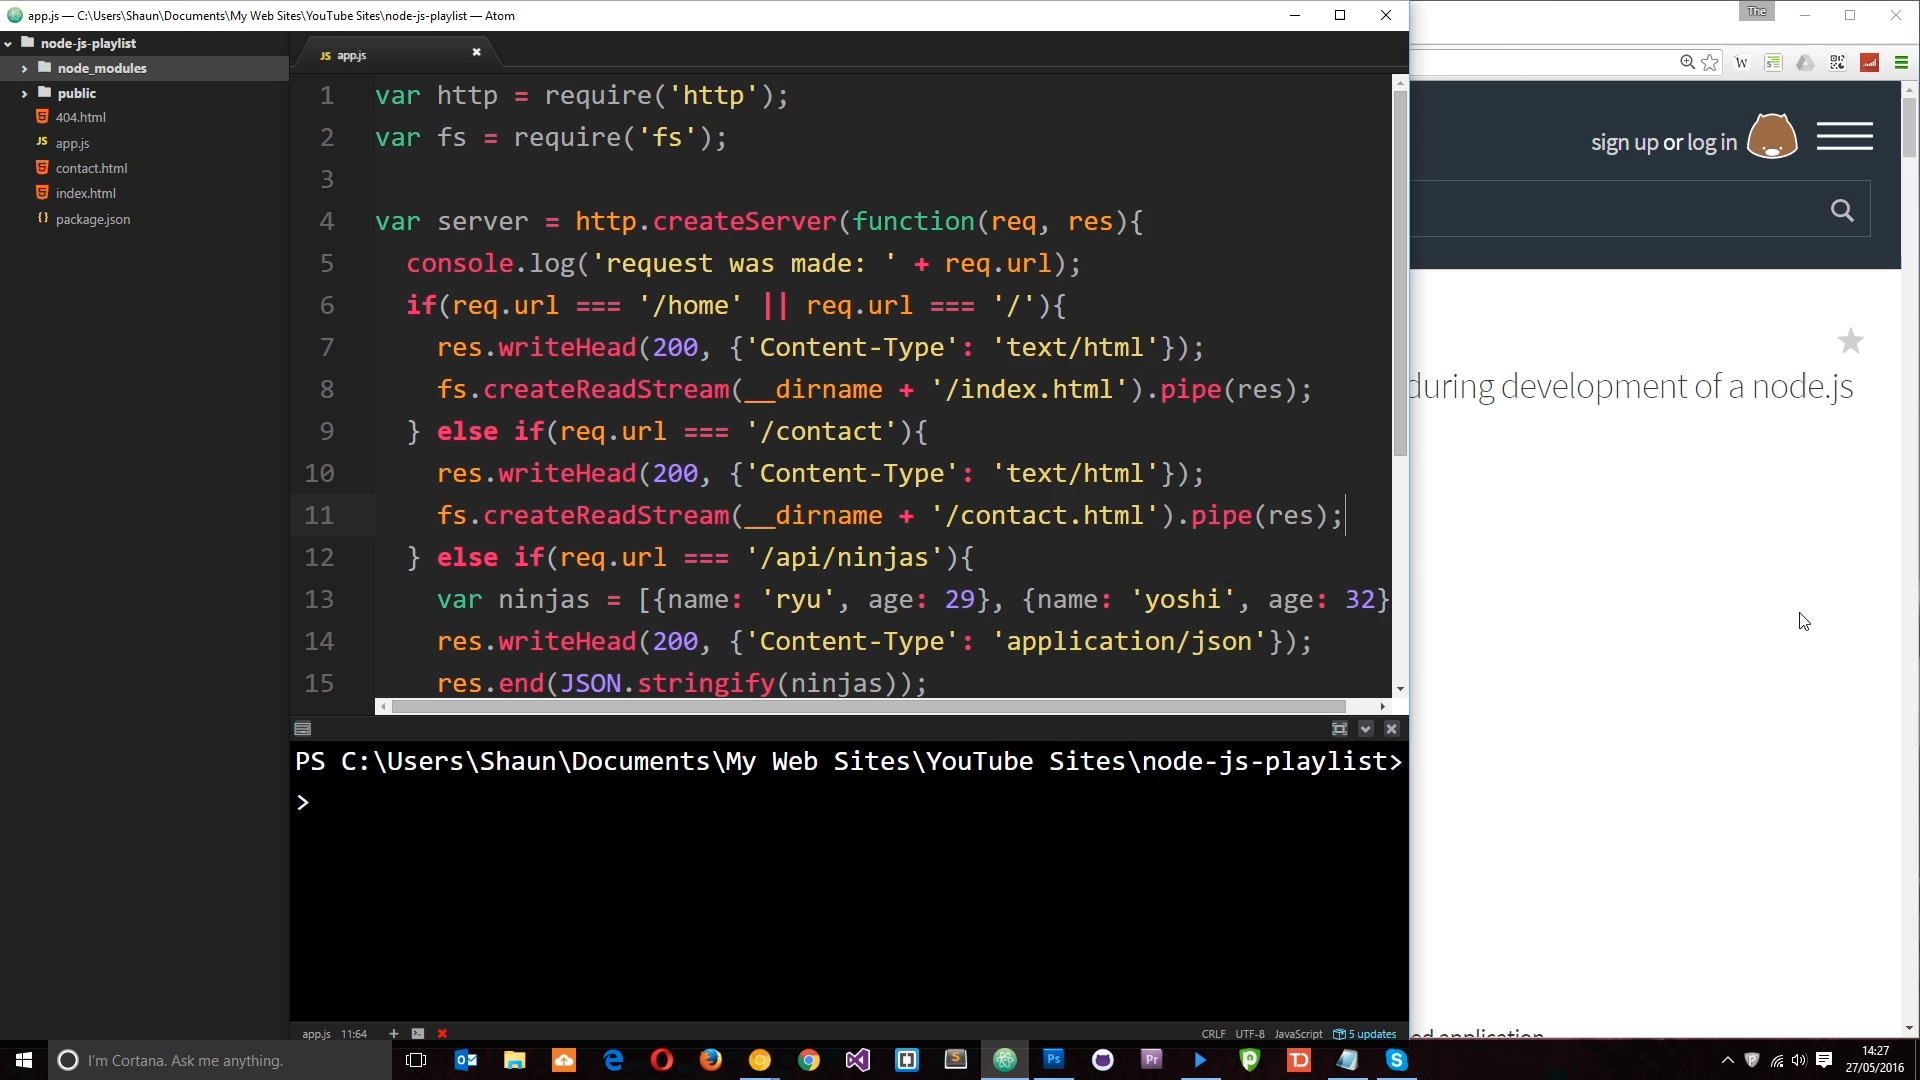 app.js — C:\Users\Shaun\Documents\My Web Sites\YouTube Sites\node-js-playlist — Atom
The
node-js-playlist
node_modules
public
404.html
JS app.js
contact.html
index.html
{} package.json
JS app.js
1 var http = require('http');
2 var fs = require('fs');
3
4 var server = http.createServer(function(req, res){
5 console.log('request was made: ' + req.url);
6 if(req.url === '/home' || req.url === '/'){
7 res.writeHead(200, {'Content-Type': 'text/html'});
8 fs.createReadStream(__dirname + '/index.html').pipe(res);
9 } else if(req.url === '/contact'){
10 res.writeHead(200, {'Content-Type': 'text/html'});
11 fs.createReadStream(__dirname + '/contact.html').pipe(res);
12 } else if(req.url === '/api/ninjas'){
13 var ninjas = [{name: 'ryu', age: 29}, {name: 'yoshi', age: 32}
14 res.writeHead(200, {'Content-Type': 'application/json'});
15 res.end(JSON.stringify(ninjas));
PS C:\Users\Shaun\Documents\My Web Sites\YouTube Sites\node-js-playlist>
>
app.js 11:64
CRLF UTF-8 JavaScript 5 updates
W
sign up or log in
during development of a node.js
ed application
I'm Cortana. Ask me anything.
Ps
Pr
TD
14:27
27/05/2016